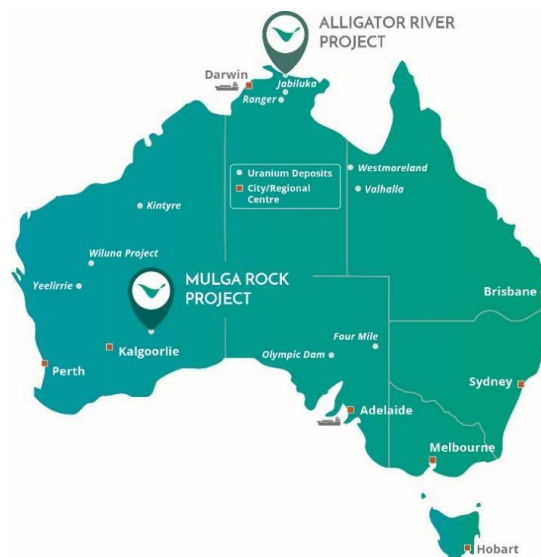 ALLIGATOR RIVER
PROJECT
Darwin
Jabiluka
Ranger
Uranium Deposits
City/Regional
Centre
Westmoreland
Valhalla
Kintyre
Wiluna Project
Yeelirrie
MULGA ROCK
PROJECT
Brisbane
Kalgoorlie
Four Mile
Olympic Dam
Perth
Sydney
Adelaide
Melbourne
Hobart